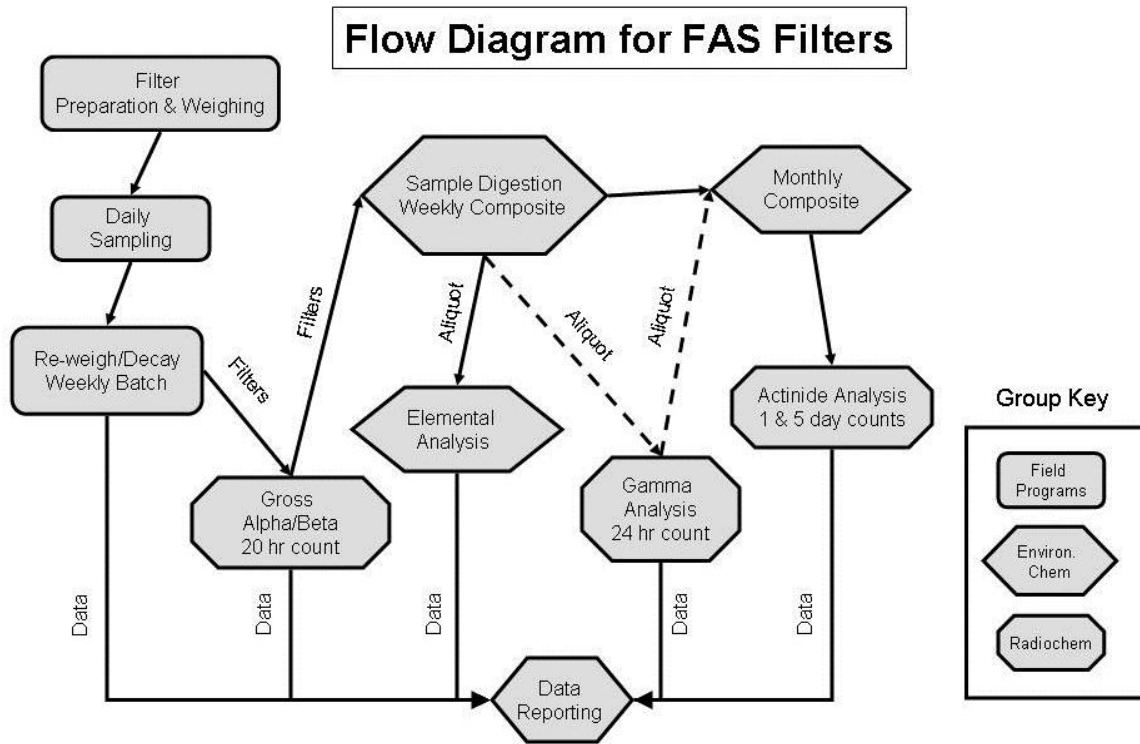 Flow Diagram for FAS Filters
Filter
Preparation & Weighing
Daily
Sampling
Re-weigh/Decay
Weekly Batch
Filters
Gross
Alpha/Beta
20 hr count
Filters
Sample Digestion
Weekly Composite
Aliquot
Aliquot
Aliquot
Elemental
Analysis
Gamma
Analysis
24 hr count
Monthly
Composite
Actinide Analysis
1 & 5 day counts
Data
Data
Data
Data
Data
Data
Reporting
Group Key
Field
Programs
Environ.
Chem
Radiochem